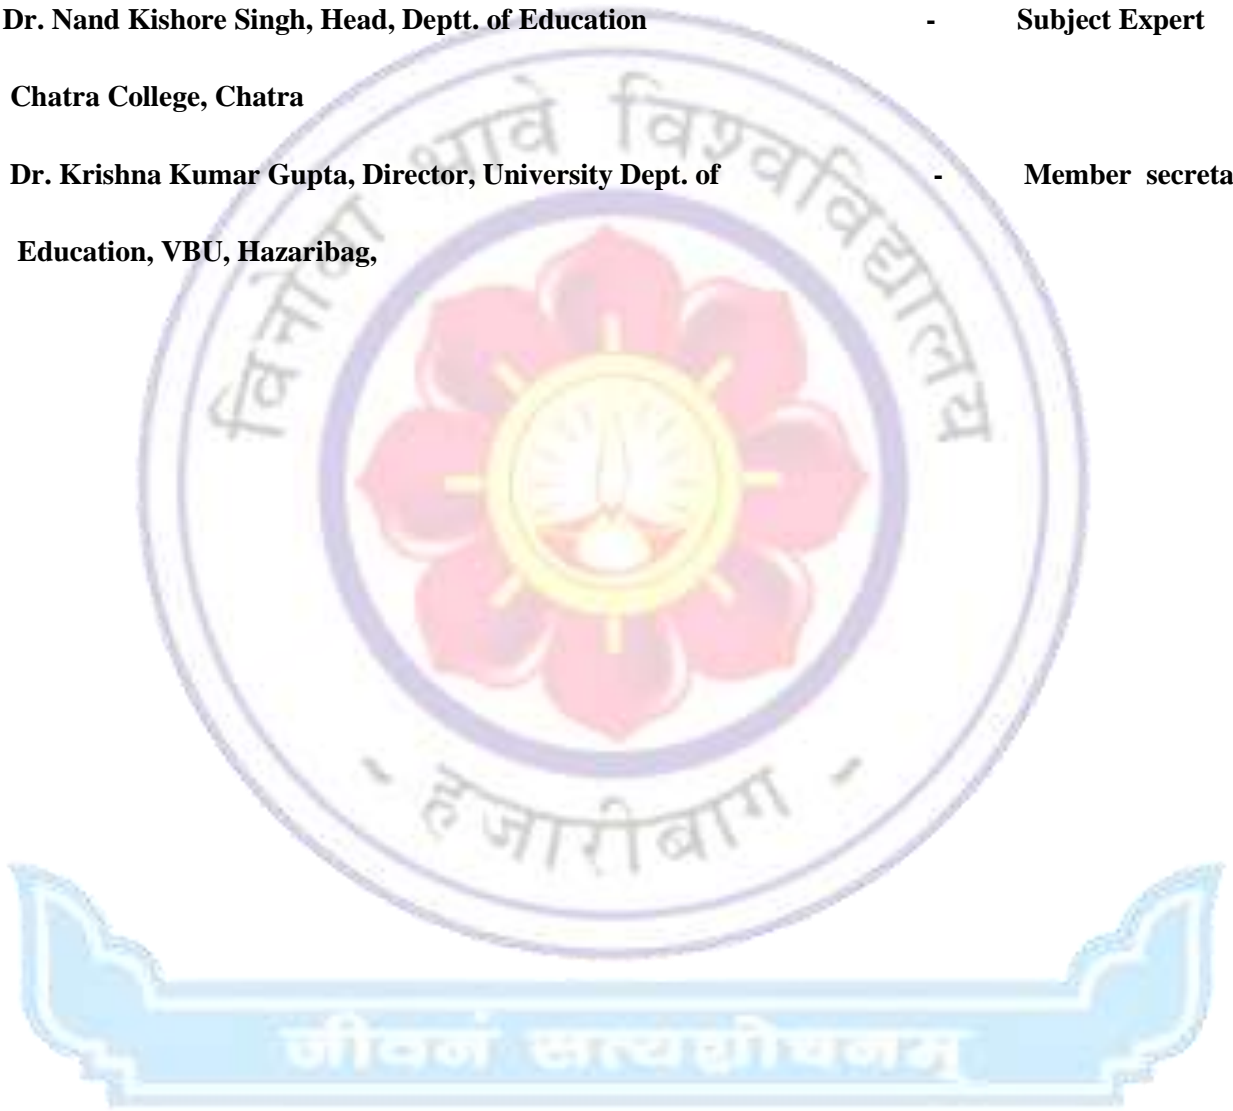 Dr. Nand Kishore Singh, Head, Deptt. of Education - Subject Expert
Chatra College, Chatra
Dr. Krishna Kumar Gupta, Director, University Dept. of - Member secreta
Education, VBU, Hazaribag,
विनोबा भावे विश्वविद्यालय
- हजारीबाग -
जीवनं सत्यशोधनम्